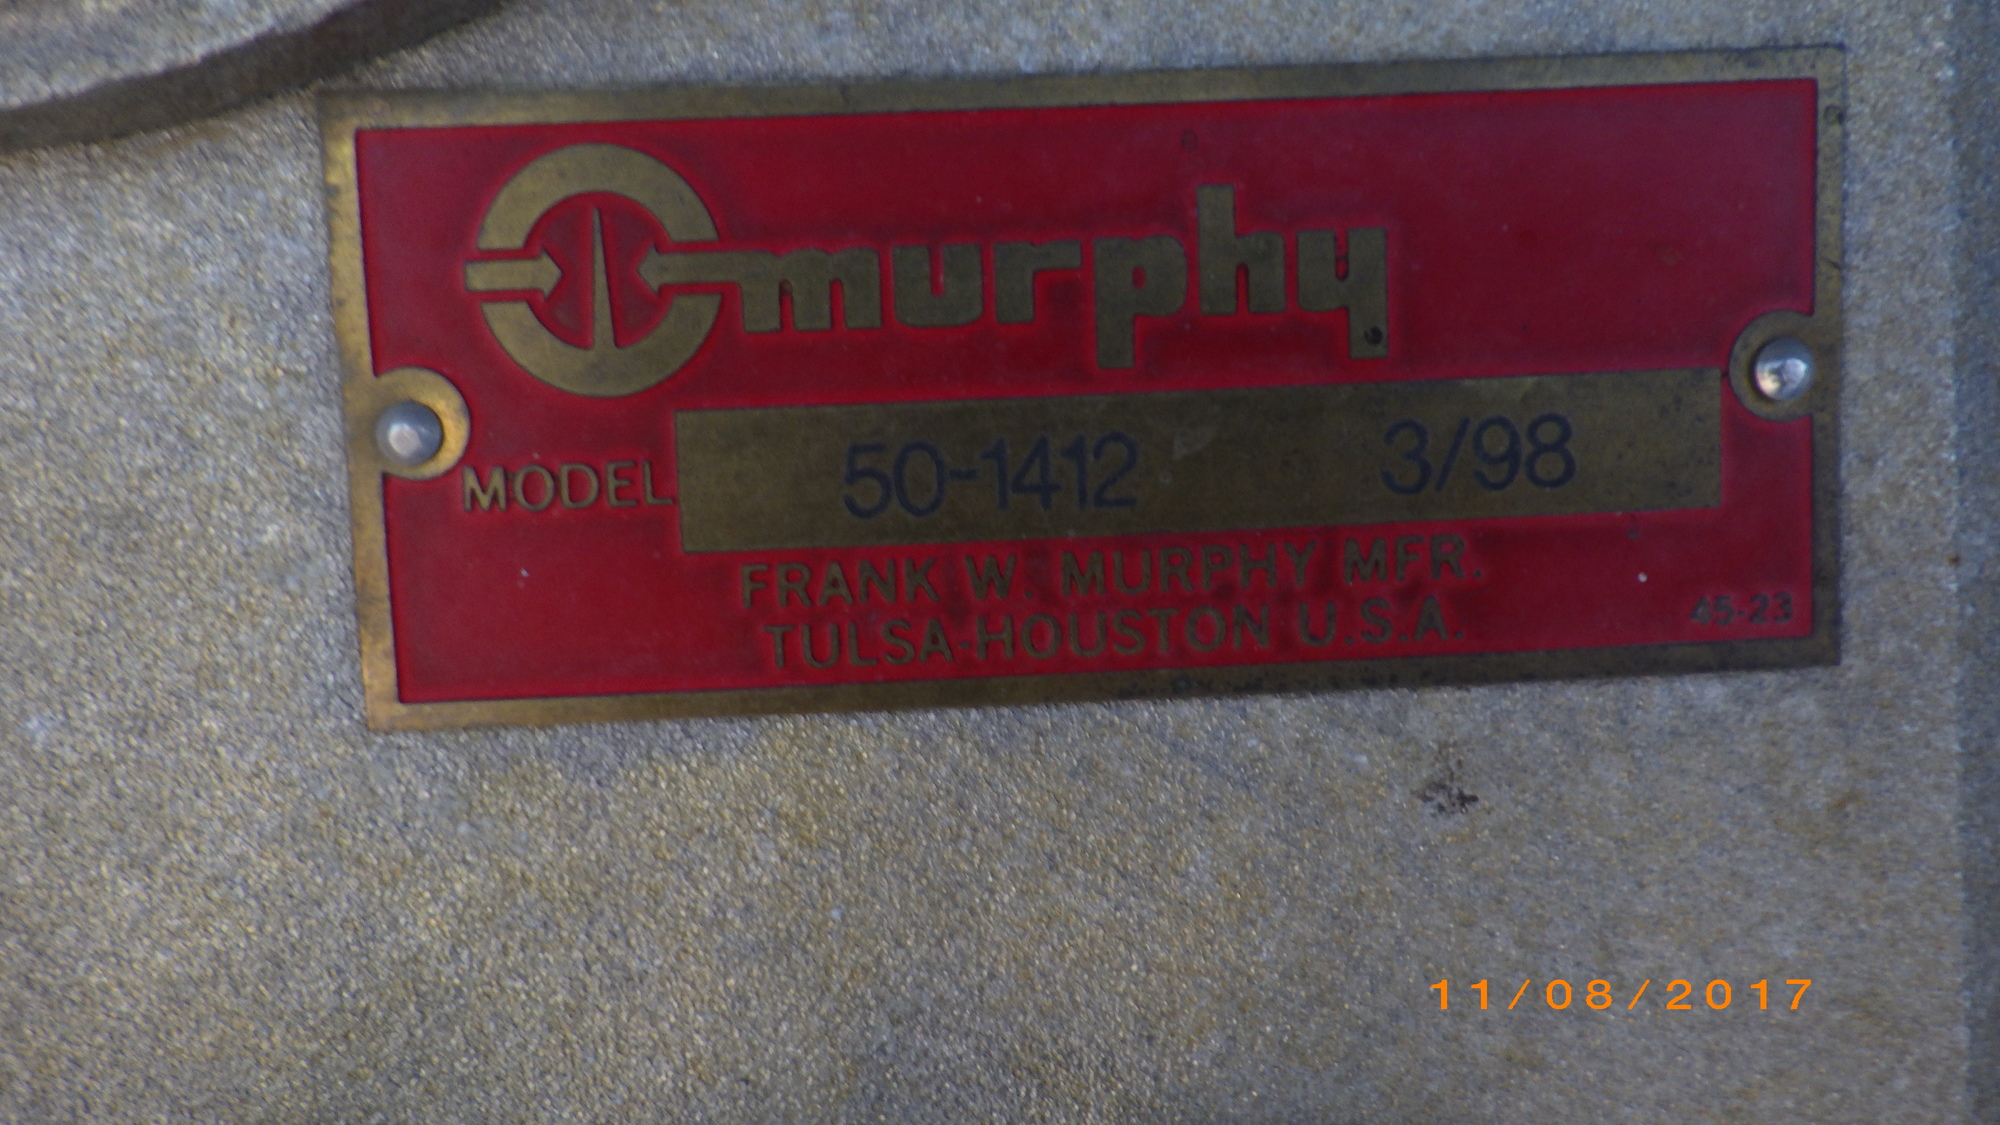 murphy
MODEL 50-1412 3/98
FRANK W. MURPHY MFR.
TULSA-HOUSTON U.S.A.
45-23
11/08/2017